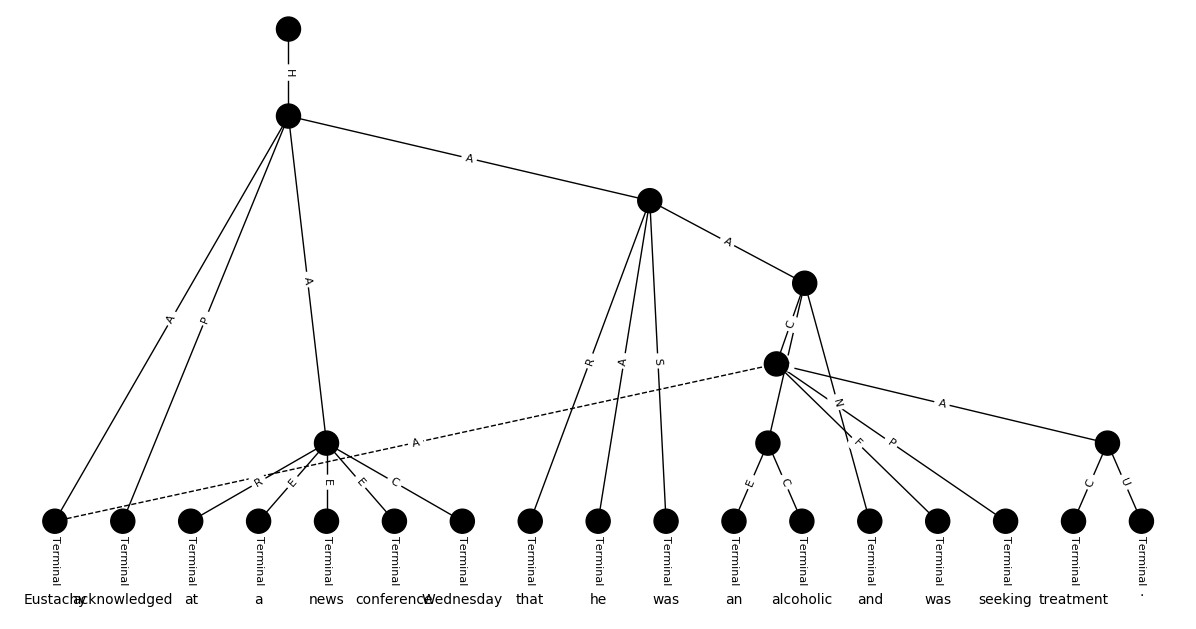 H
A
A
C
A
A
P
A
R
A
S
N
A
F
P
A
R
E
E
E
C
E
C
C
U
Terminal Terminal Terminal Terminal Terminal Terminal Terminal Terminal Terminal Terminal Terminal Terminal Terminal Terminal Terminal Terminal Terminal
Eustachy acknowledged at a news conference Wednesday that he was an alcoholic and was seeking treatment .